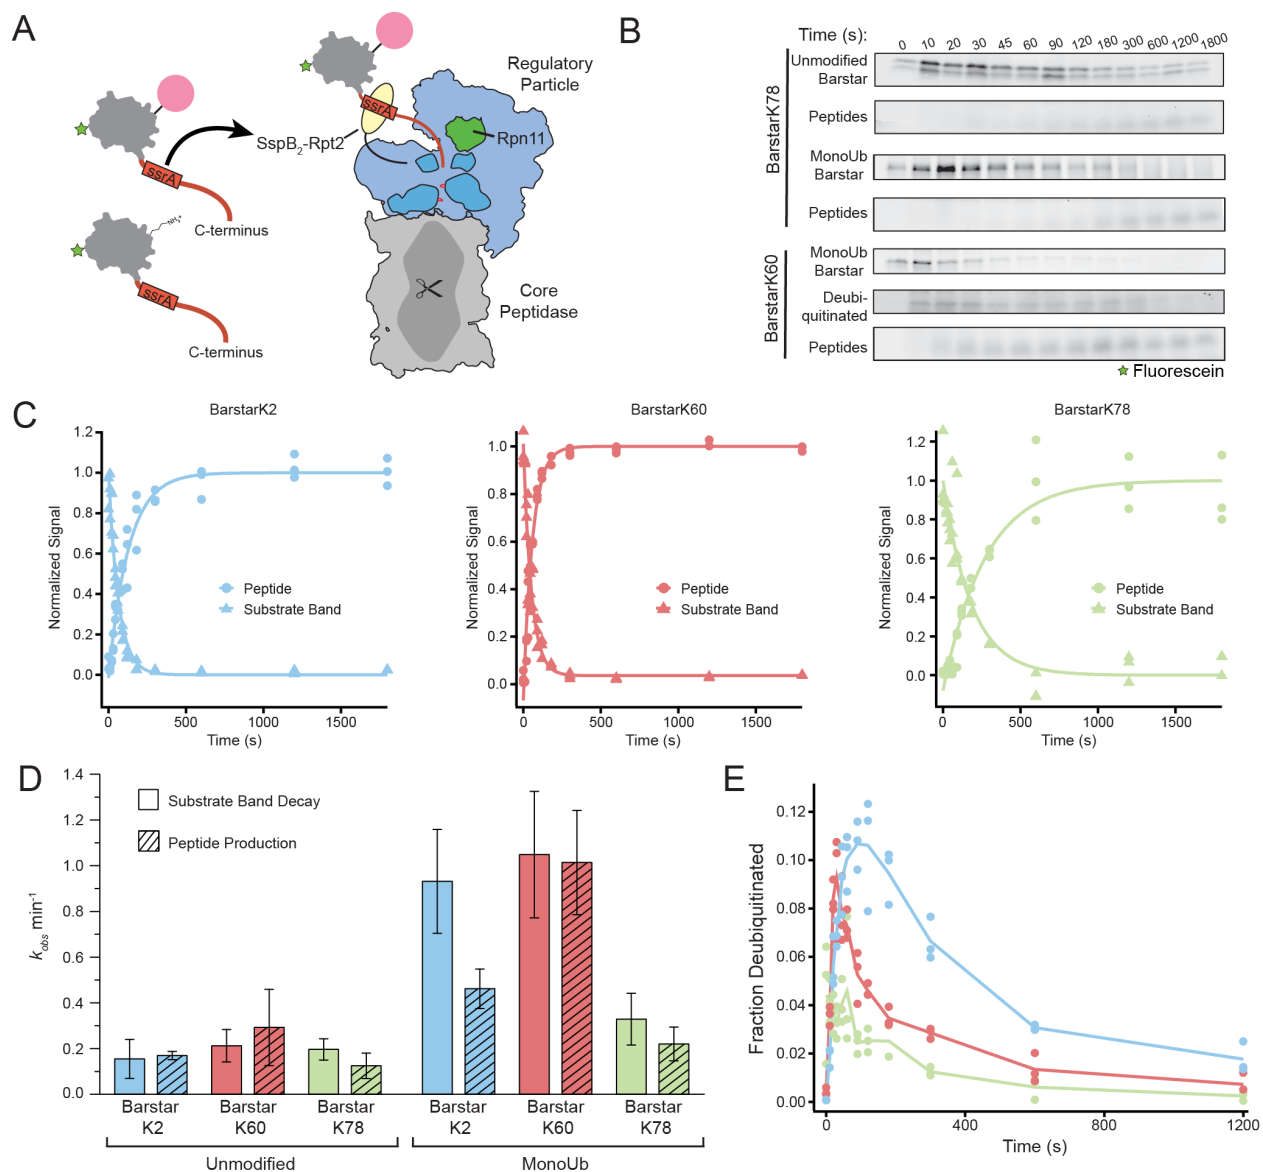 A
ssrA
C-terminus
NH₃⁺
ssrA
C-terminus
ssrA
SspB2-Rpt2
Regulatory
Particle
Rpn11
Core
Peptidase
B
Time (s):
0 10 20 30 45 60 90 120 180 300 600 1200 1800
BarstarK78
Unmodified
Barstar
Peptides
MonoUb
Barstar
Peptides
BarstarK60
MonoUb
Barstar
Deubi-
quitinated
Peptides
Fluorescein
C
BarstarK2
Normalized Signal
1.2
1.0
0.8
0.6
0.4
0.2
0.0
Peptide
Substrate Band
0 500 1000 1500
Time (s)
BarstarK60
Normalized Signal
1.0
0.8
0.6
0.4
0.2
0.0
Peptide
Substrate Band
0 500 1000 1500
Time (s)
BarstarK78
Normalized Signal
1.2
1.0
0.8
0.6
0.4
0.2
0.0
Peptide
Substrate Band
0 500 1000 1500
Time (s)
D
kobs min-1
1.4
1.2
1.0
0.8
0.6
0.4
0.2
0.0
Substrate Band Decay
Peptide Production
Barstar Barstar Barstar Barstar Barstar Barstar
K2 K60 K78 K2 K60 K78
Unmodified MonoUb
E
Fraction Deubiquitinated
0.12
0.10
0.08
0.06
0.04
0.02
0.00
0 400 800 1200
Time (s)